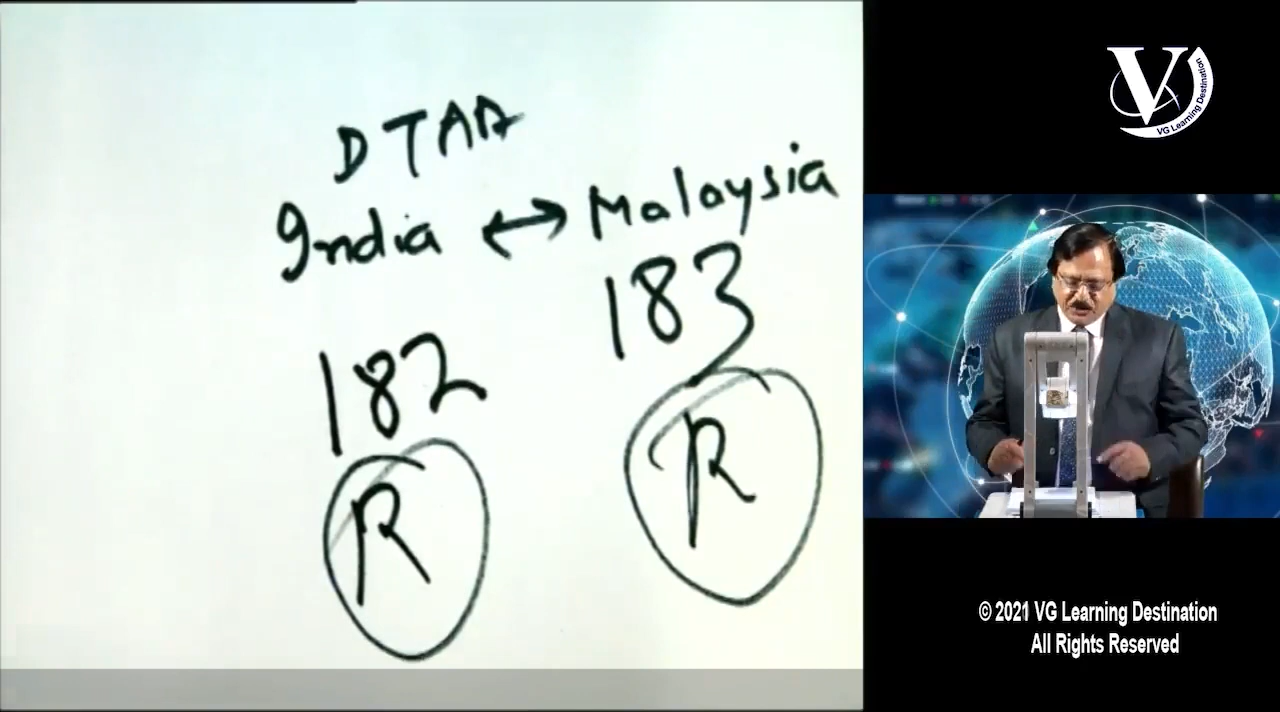 DTAA
India ↔ Malaysia
182 183
R R
V
VG Learning Destination
© 2021 VG Learning Destination
All Rights Reserved